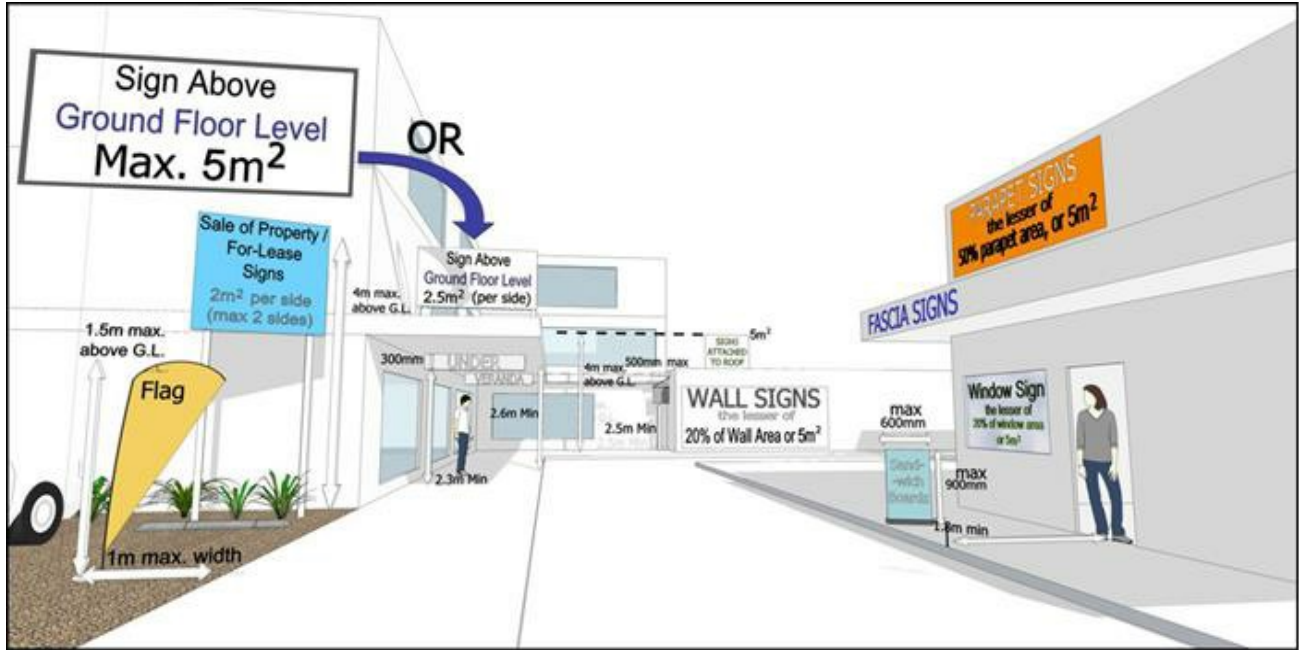 Sign Above
Ground Floor Level
Max. 5m²
OR
Sale of Property /
For-Lease
Signs
2m² per side
(max 2 sides)
4m max.
above G.L.
Sign Above
Ground Floor Level
2.5m² (per side)
1.5m max.
above G.L.
Flag
1m max. width
300mm
UNDER
VERANDA
2.6m Min
2.3m Min
4m max.
above G.L.
500mm max
2.5m Min
5m²
SIGNS
ATTACHED
TO ROOF
WALL SIGNS
the lesser of
20% of Wall Area or 5m²
PARAPET SIGNS
the lesser of
50% parapet area, or 5m²
FASCIA SIGNS
Window Sign
the lesser of
20% of window area
or 5m²
max
600mm
Sand-
-wich
Boards
max
900mm
1.8m min